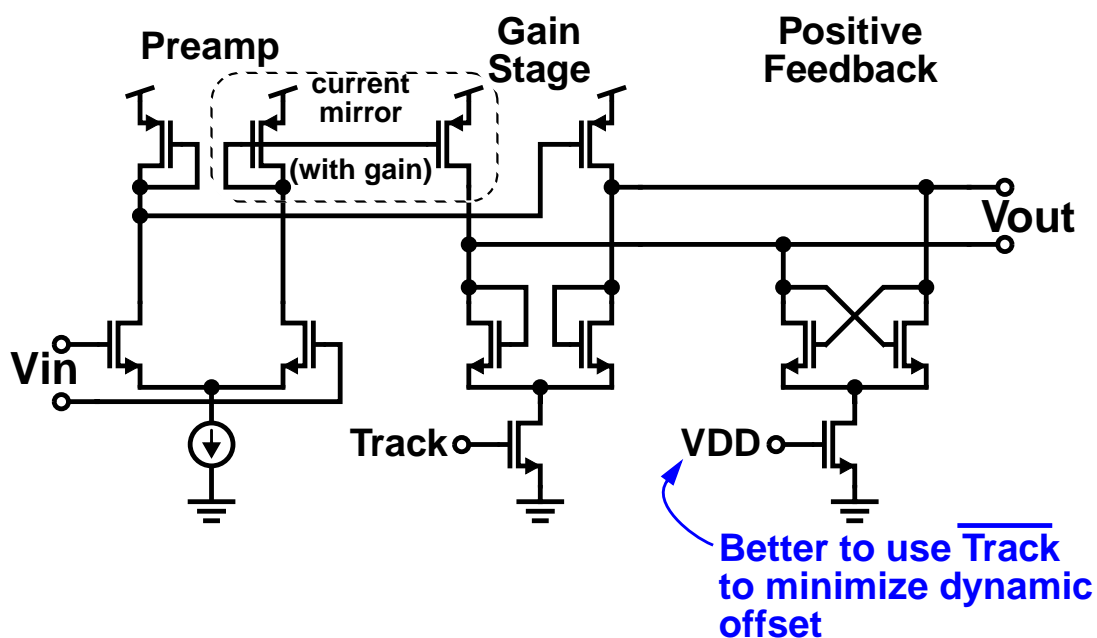 Preamp
Gain
Stage
Positive
Feedback
current
mirror
(with gain)
Vout
Vin
Track
VDD
Better to use Track
to minimize dynamic
offset